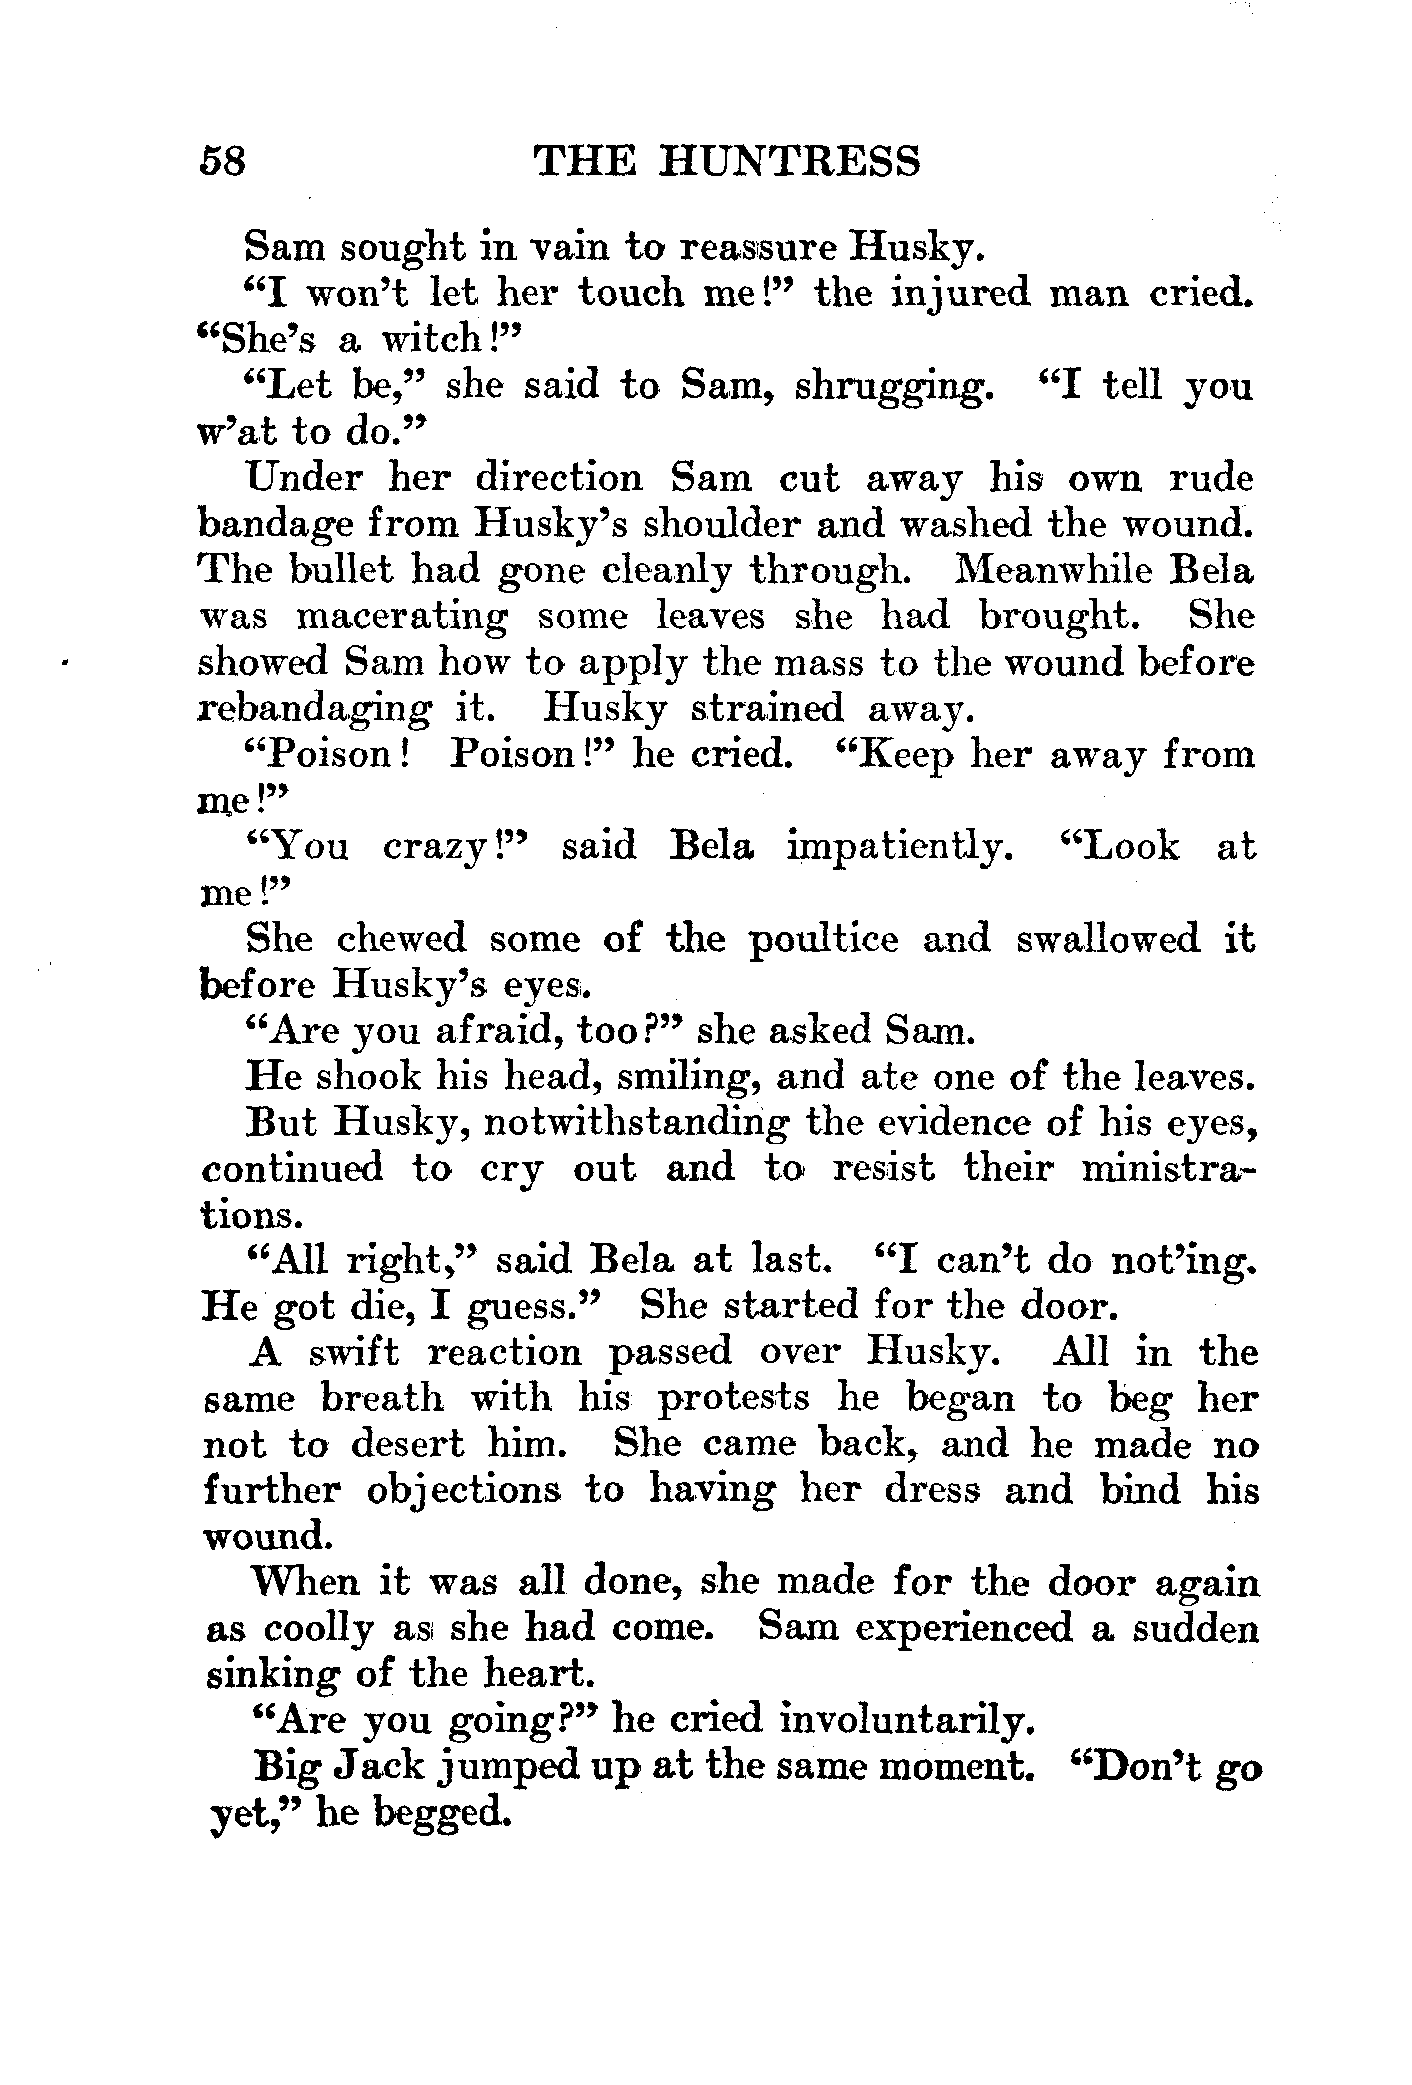 58 THE HUNTRESS
Sam sought in vain to reassure Husky.
“I won’t let her touch me!” the injured man cried.
“She’s a witch!”
“Let be,” she said to Sam, shrugging. “I tell you
w’at to do.”
Under her direction Sam cut away his own rude
bandage from Husky’s shoulder and washed the wound.
The bullet had gone cleanly through. Meanwhile Bela
was macerating some leaves she had brought. She
showed Sam how to apply the mass to the wound before
rebandaging it. Husky strained away.
“Poison! Poison!” he cried. “Keep her away from
me!”
“You crazy!” said Bela impatiently. “Look at
me!”
She chewed some of the poultice and swallowed it
before Husky’s eyes.
“Are you afraid, too?” she asked Sam.
He shook his head, smiling, and ate one of the leaves.
But Husky, notwithstanding the evidence of his eyes,
continued to cry out and to resist their ministra-
tions.
“All right,” said Bela at last. “I can’t do not’ing.
He got die, I guess.” She started for the door.
A swift reaction passed over Husky. All in the
same breath with his protests he began to beg her
not to desert him. She came back, and he made no
further objections to having her dress and bind his
wound.
When it was all done, she made for the door again
as coolly as she had come. Sam experienced a sudden
sinking of the heart.
“Are you going?” he cried involuntarily.
Big Jack jumped up at the same moment. “Don’t go
yet,” he begged.